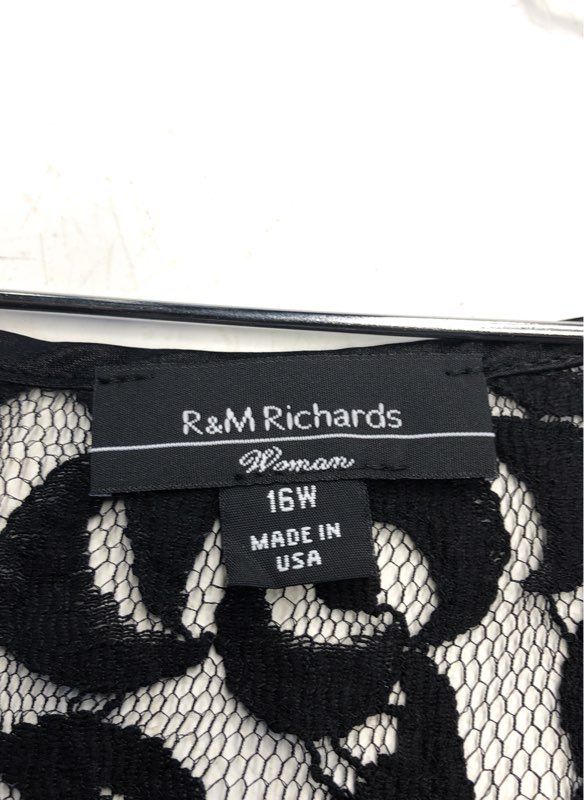 R&M Richards
Woman
16W
MADE IN
USA